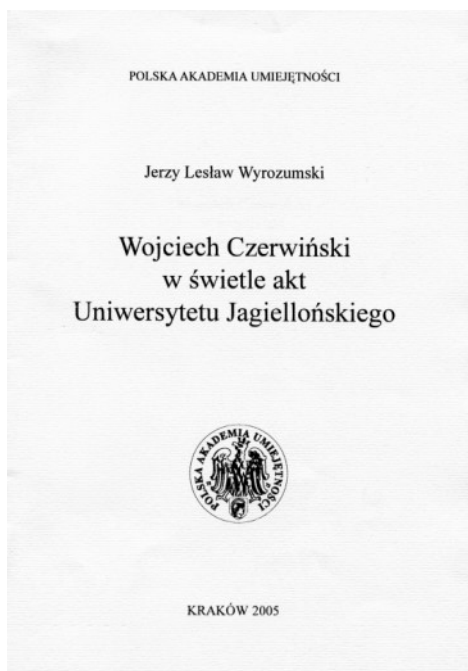 POLSKA AKADEMIA UMIEJĘTNOŚCI
Jerzy Lesław Wyrozumski
Wojciech Czerwiński
w świetle akt
Uniwersytetu Jagiellońskiego
POLSKA AKADEMIA UMIEJĘTNOŚCI
KRAKÓW 2005